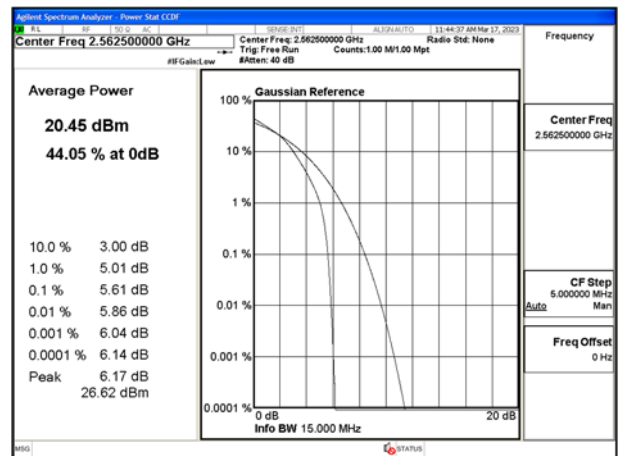 Agilent Spectrum Analyzer - Power Stat CCDF
RL RF 50 Ω AC SENSE:INT ALIGNAUTO 11:44:37 AM Mar 17, 2023
Center Freq 2.562500000 GHz
Center Freq: 2.562500000 GHz Radio Std: None
Trig: Free Run Counts:1.00 M/1.00 Mpt
#IFGain:Low #Atten: 40 dB
Frequency
Average Power
20.45 dBm
44.05 % at 0dB
10.0 % 3.00 dB
1.0 % 5.01 dB
0.1 % 5.61 dB
0.01 % 5.86 dB
0.001 % 6.04 dB
0.0001 % 6.14 dB
Peak 6.17 dB
26.62 dBm
Gaussian Reference
100 %
10 %
1 %
0.1 %
0.01 %
0.001 %
0.0001 %
0 dB 20 dB
Info BW 15.000 MHz
Center Freq
2.562500000 GHz
CF Step
5.000000 MHz
Auto Man
Freq Offset
0 Hz
MSG STATUS